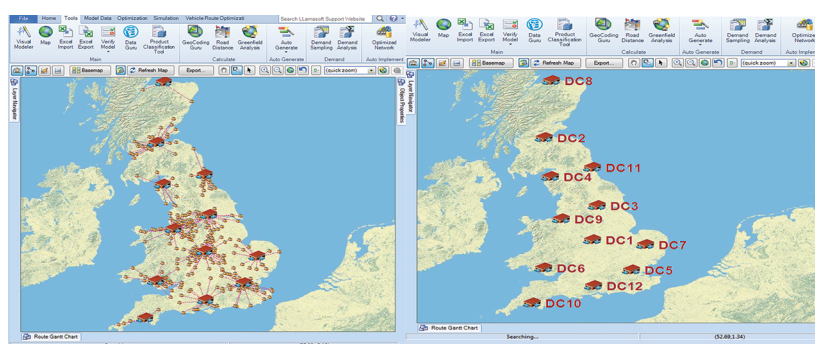 File Home Tools Model Data Optimization Simulation Vehicle Route Optimizati Search LLamasoft Support Website
Visual Modeler Map Excel Import Excel Export Verify Model Data Guru Product Classification Tool GeoCoding Guru Road Distance Greenfield Analysis Auto Generate Demand Sampling Demand Analysis Optimized Network
Main Calculate Auto Generate Demand Auto Implement
Basemap Refresh Map Export... (quick zoom)
Layer Navigator
Object Properties
Route Gantt Chart
Visual Modeler Map Excel Import Excel Export Verify Model Data Guru Product Classification Tool GeoCoding Guru Road Distance Greenfield Analysis Auto Generate Demand Sampling Demand Analysis Optimize Network
Main Calculate Auto Generate Demand Auto Implem
Basemap Refresh Map Export... (quick zoom)
Layer Navigator
DC8
DC2
DC11
DC4
DC3
DC9
DC1
DC7
DC6
DC5
DC12
DC10
Route Gantt Chart
Searching... (52.69,1.34)